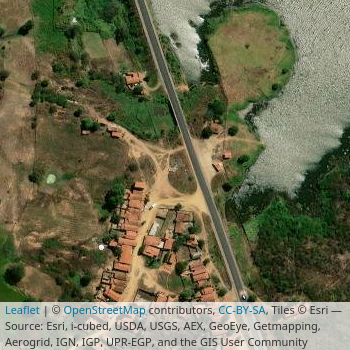 Leaflet | © OpenStreetMap contributors, CC-BY-SA, Tiles © Esri —
Source: Esri, i-cubed, USDA, USGS, AEX, GeoEye, Getmapping,
Aerogrid, IGN, IGP, UPR-EGP, and the GIS User Community